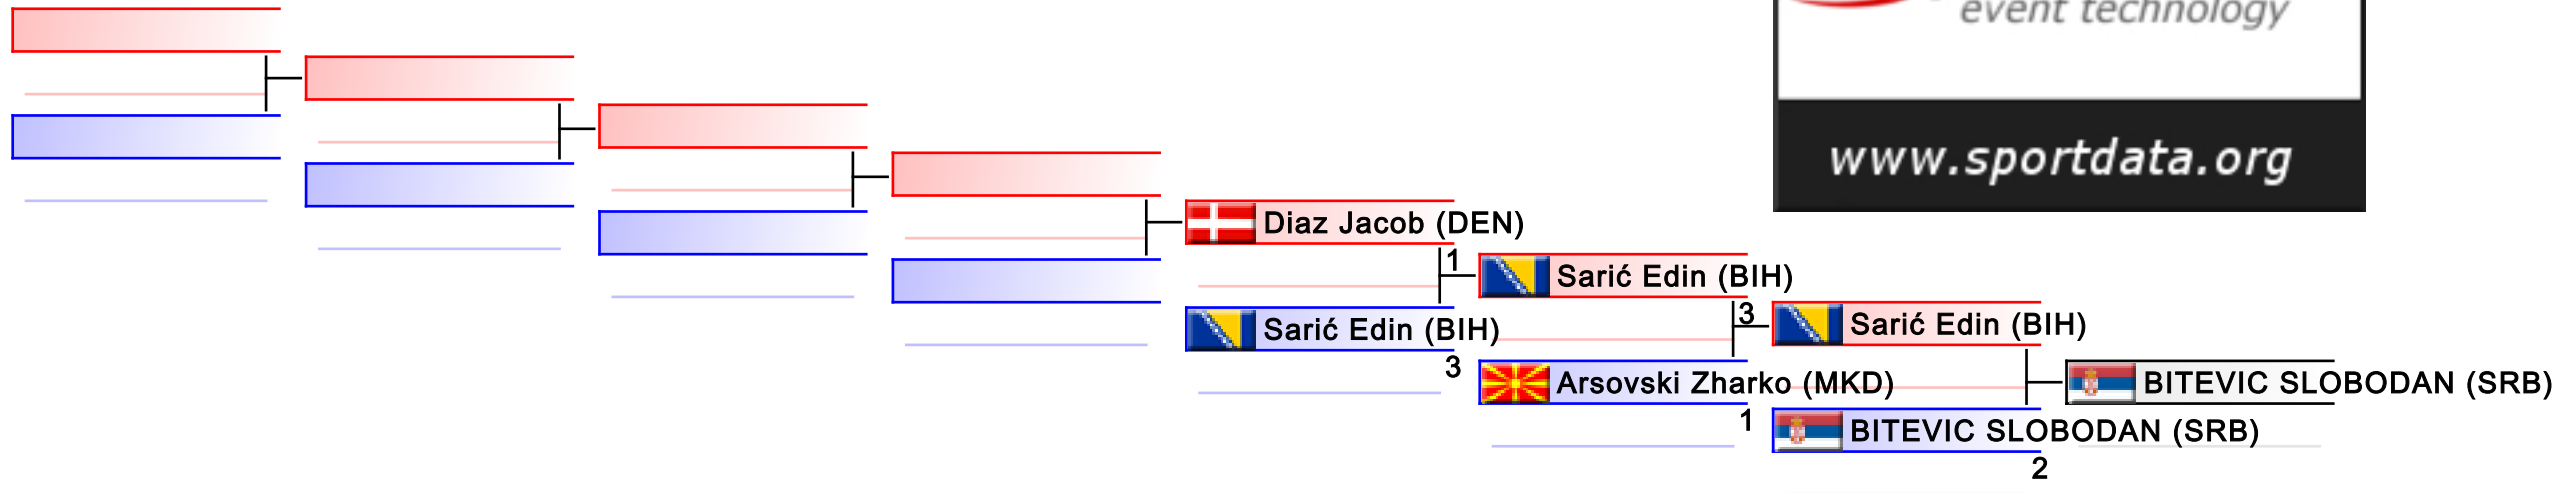 event technology
www.sportdata.org
Diaz Jacob (DEN)
1
Sarić Edin (BIH)
Sarić Edin (BIH)
3
3
Sarić Edin (BIH)
Arsovski Zharko (MKD)
1
BITEVIC SLOBODAN (SRB)
BITEVIC SLOBODAN (SRB)
2